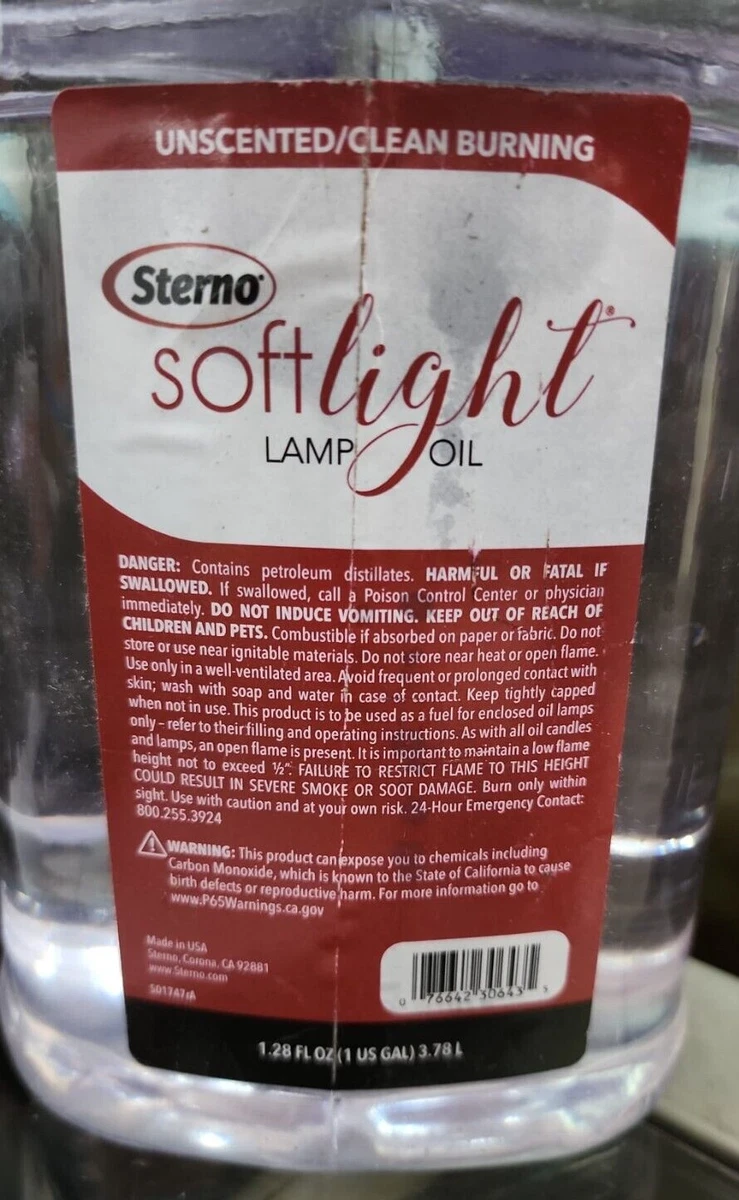 UNSCENTED/CLEAN BURNING
Sterno®
softlight®
LAMP OIL
DANGER: Contains petroleum distillates. HARMFUL OR FATAL IF
SWALLOWED. If swallowed, call a Poison Control Center or physician
immediately. DO NOT INDUCE VOMITING. KEEP OUT OF REACH OF
CHILDREN AND PETS. Combustible if absorbed on paper or fabric. Do not
store or use near ignitable materials. Do not store near heat or open flame.
Use only in a well-ventilated area. Avoid frequent or prolonged contact with
skin; wash with soap and water in case of contact. Keep tightly capped
when not in use. This product is to be used as a fuel for enclosed oil lamps
only – refer to their filling and operating instructions. As with all oil candles
and lamps, an open flame is present. It is important to maintain a low flame
height not to exceed ½". FAILURE TO RESTRICT FLAME TO THIS HEIGHT
COULD RESULT IN SEVERE SMOKE OR SOOT DAMAGE. Burn only within
sight. Use with caution and at your own risk. 24-Hour Emergency Contact:
800.255.3924
WARNING: This product can expose you to chemicals including
Carbon Monoxide, which is known to the State of California to cause
birth defects or reproductive harm. For more information go to
www.P65Warnings.ca.gov
Made in USA
Sterno, Corona, CA 92881
www.Sterno.com
S01747rA
0 76642 30643 5
1.28 FL OZ (1 US GAL) 3.78 L